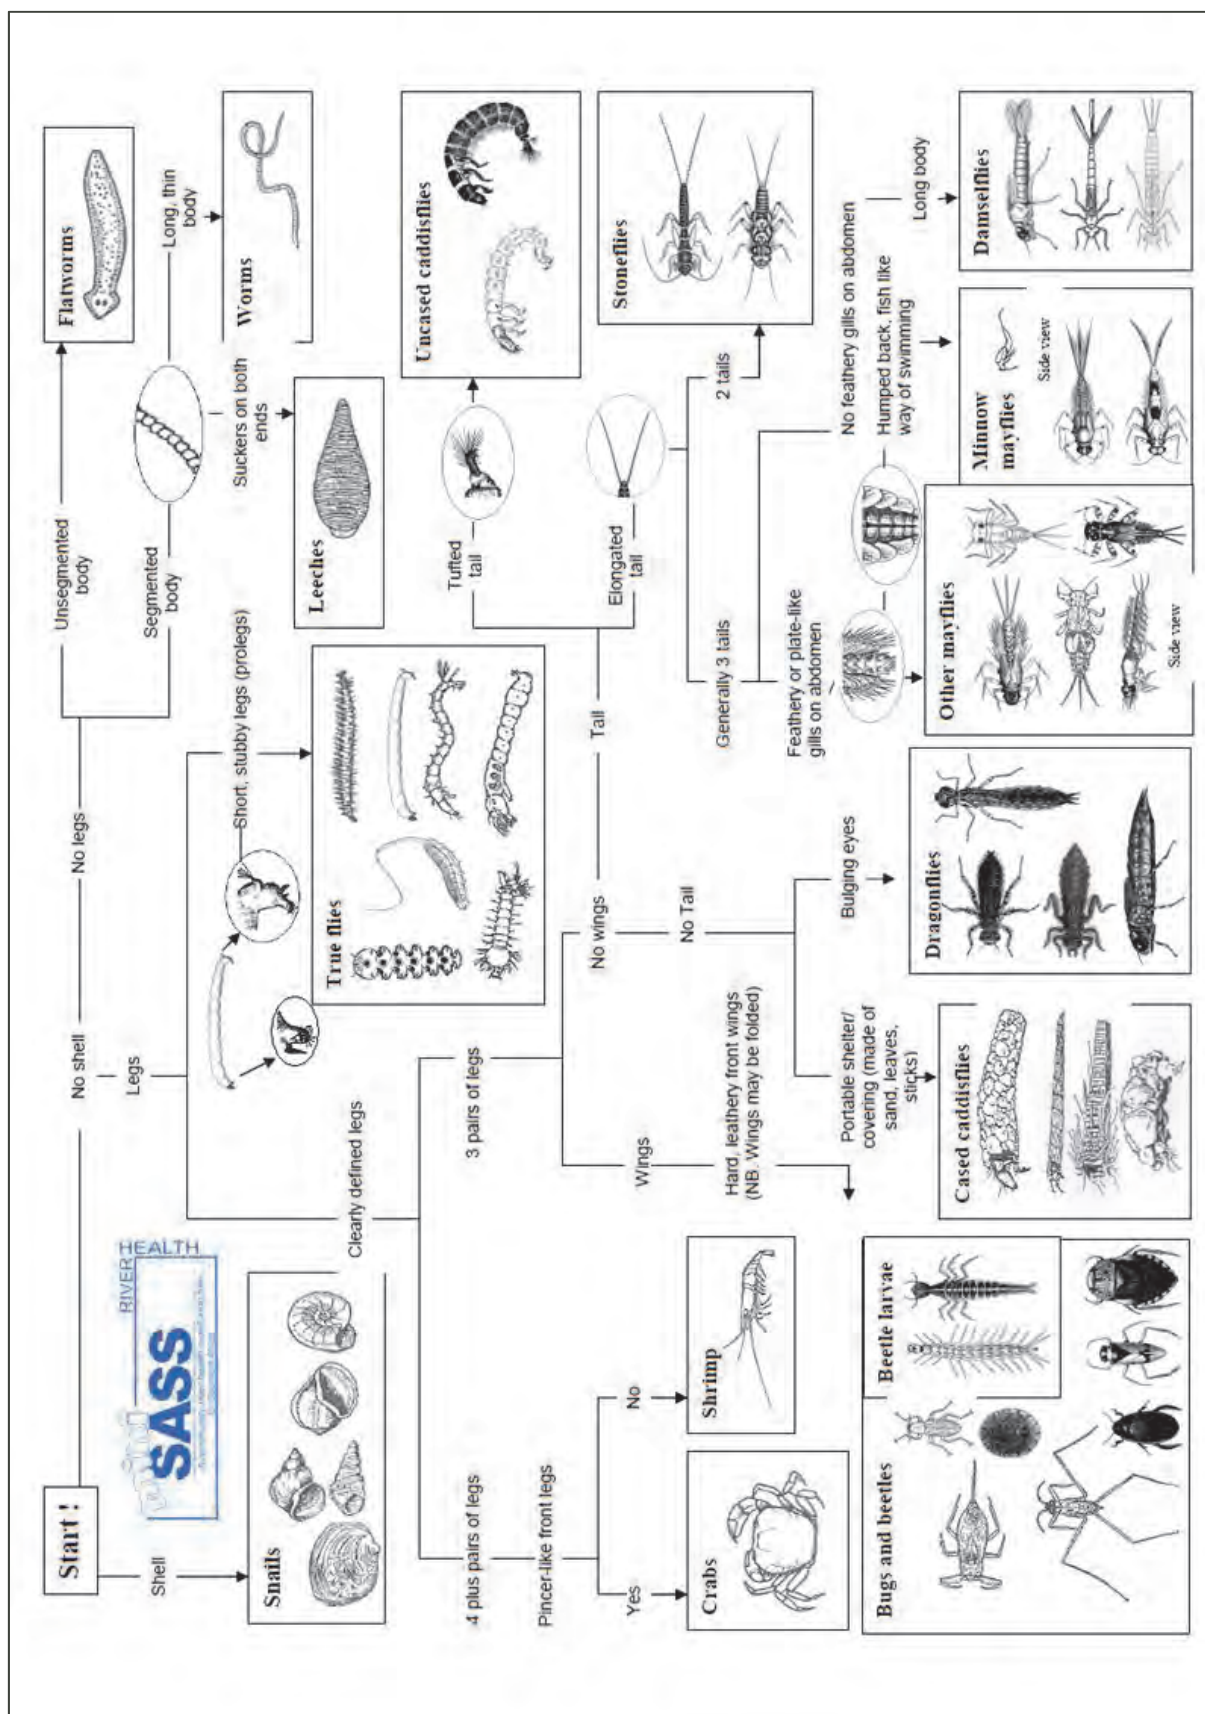 Start !
mini
SASS
RIVER
HEALTH
Shell
No shell
Snails
Legs
No legs
Unsegmented
body
Flatworms
Segmented
body
Long, thin
body
Worms
Suckers on both
ends
Leeches
Short, stubby legs (prolegs)
True flies
Clearly defined legs
4 plus pairs of legs
Pincer-like front legs
Yes
No
Crabs
Shrimp
3 pairs of legs
Wings
Hard, leathery front wings
(NB. Wings may be folded)
Bugs and beetles
Beetle larvae
No wings
No Tail
Portable shelter/
covering (made of
sand, leaves,
sticks)
Cased caddisflies
Bulging eyes
Dragonflies
Tail
Tufted
tail
Uncased caddisflies
Elongated
tail
2 tails
Stoneflies
Generally 3 tails
Feathery or plate-like
gills on abdomen
Other mayflies
Side view
No feathery gills on abdomen
Humped back, fish like
way of swimming
Minnow
mayflies
Side view
Long body
Damselflies